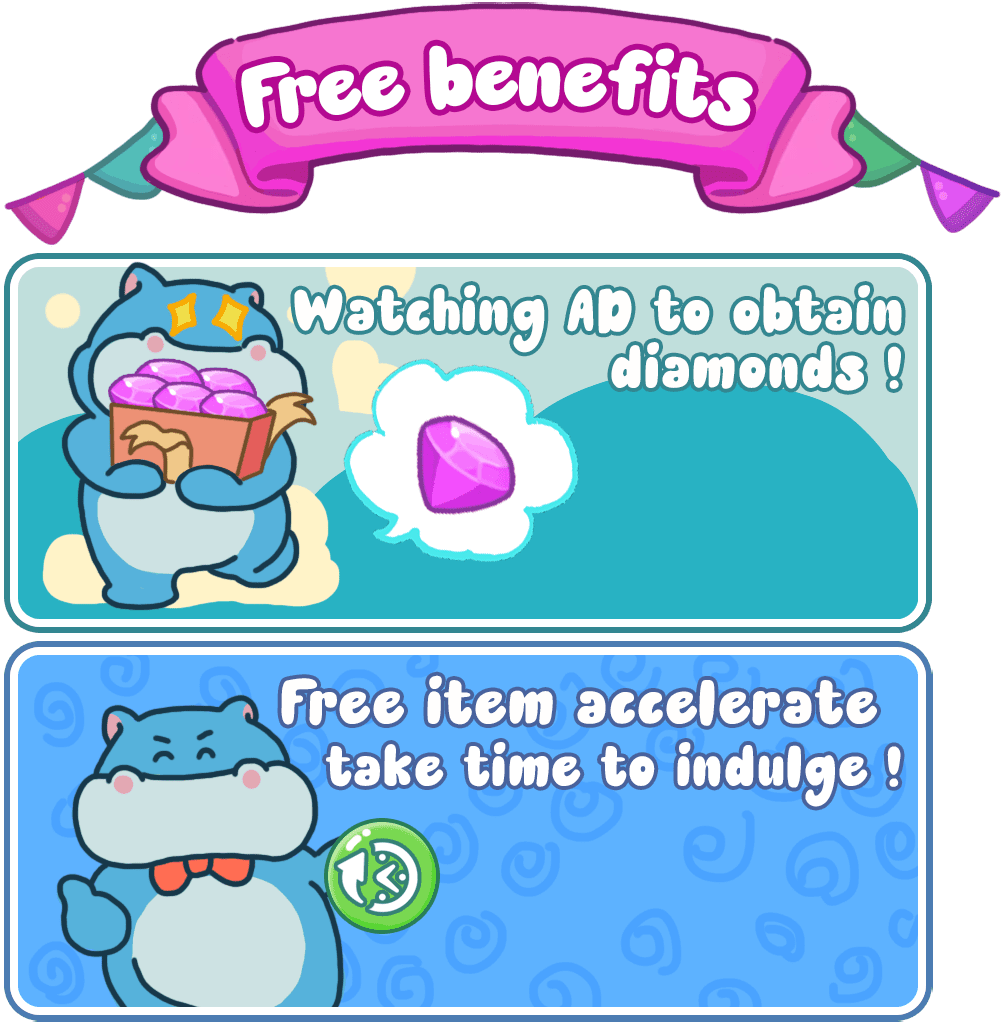 Free benefits
Watching AD to obtain
diamonds !
Free item accelerate
take time to indulge !